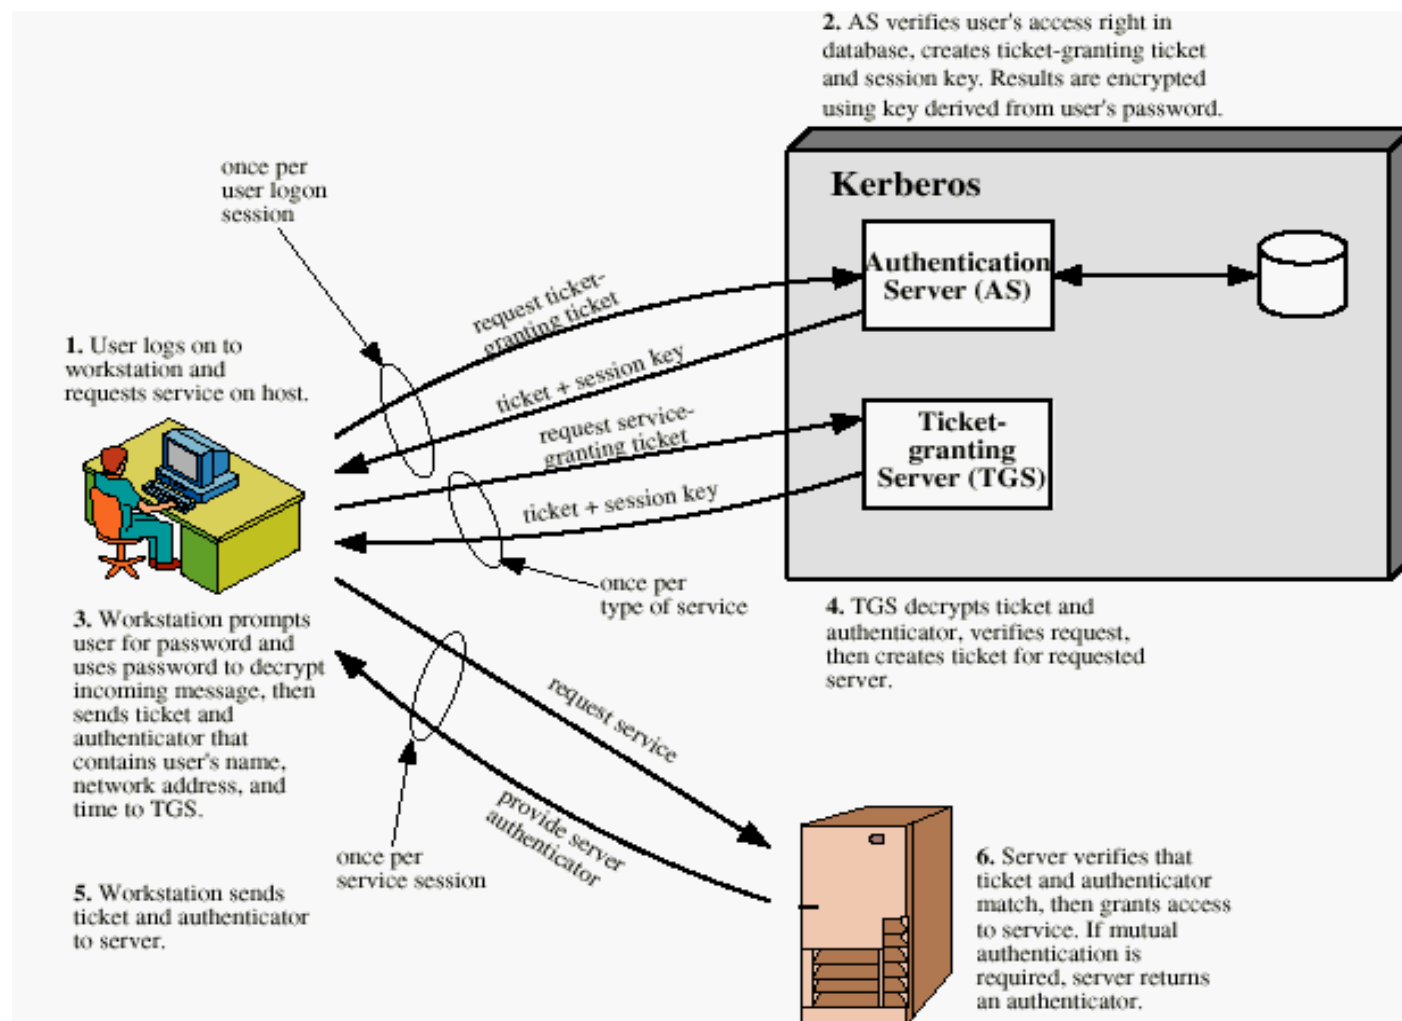 2. AS verifies user's access right in
database, creates ticket-granting ticket
and session key. Results are encrypted
using key derived from user's password.
once per
user logon
session
Kerberos
Authentication
Server (AS)
request ticket-
granting ticket
1. User logs on to
workstation and
requests service on host.
ticket + session key
request service-
granting ticket
Ticket-
granting
Server (TGS)
ticket + session key
once per
type of service
3. Workstation prompts
user for password and
uses password to decrypt
incoming message, then
sends ticket and
authenticator that
contains user's name,
network address, and
time to TGS.
4. TGS decrypts ticket and
authenticator, verifies request,
then creates ticket for requested
server.
request service
provide server
authenticator
once per
service session
5. Workstation sends
ticket and authenticator
to server.
6. Server verifies that
ticket and authenticator
match, then grants access
to service. If mutual
authentication is
required, server returns
an authenticator.